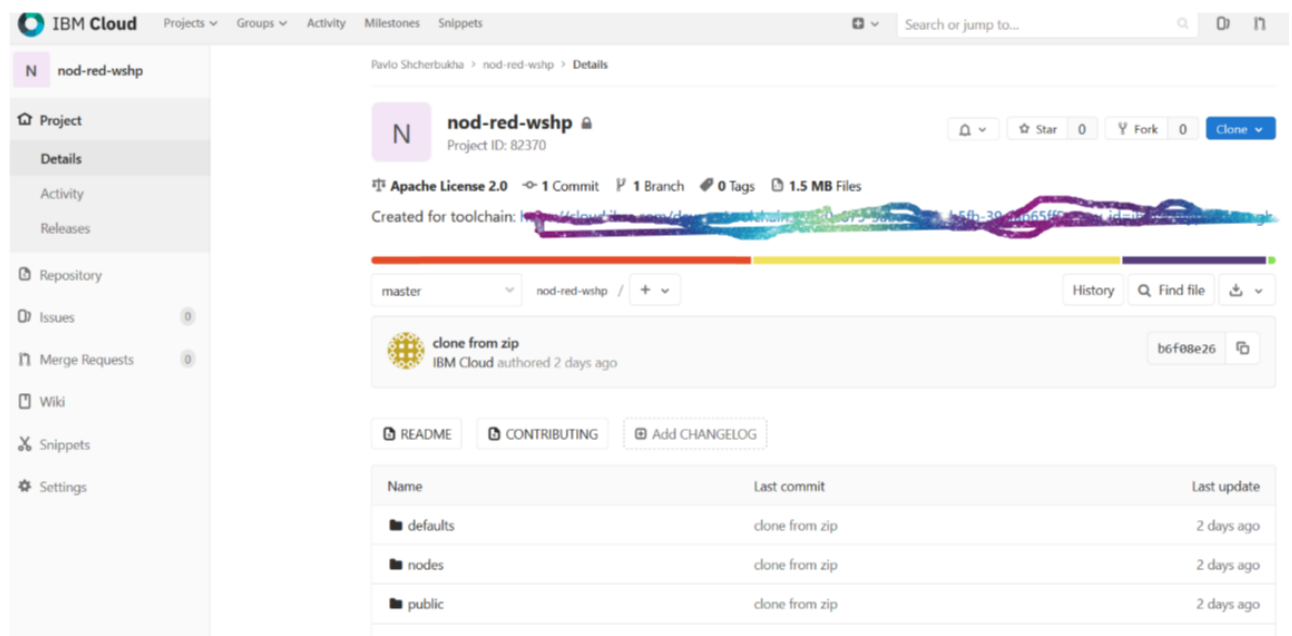 IBM Cloud Projects Groups Activity Milestones Snippets Search or jump to...
N nod-red-wshp
Project
Details
Activity
Releases
Repository
Issues 0
Merge Requests 0
Wiki
Snippets
Settings
Pavlo Shcherbukha > nod-red-wshp > Details
N
nod-red-wshp
Project ID: 82370
Star 0 Fork 0 Clone
Apache License 2.0 1 Commit 1 Branch 0 Tags 1.5 MB Files
Created for toolchain:
master nod-red-wshp / + History Find file
clone from zip
IBM Cloud authored 2 days ago
b6f08e26
README CONTRIBUTING Add CHANGELOG
Name Last commit Last update
defaults clone from zip 2 days ago
nodes clone from zip 2 days ago
public clone from zip 2 days ago